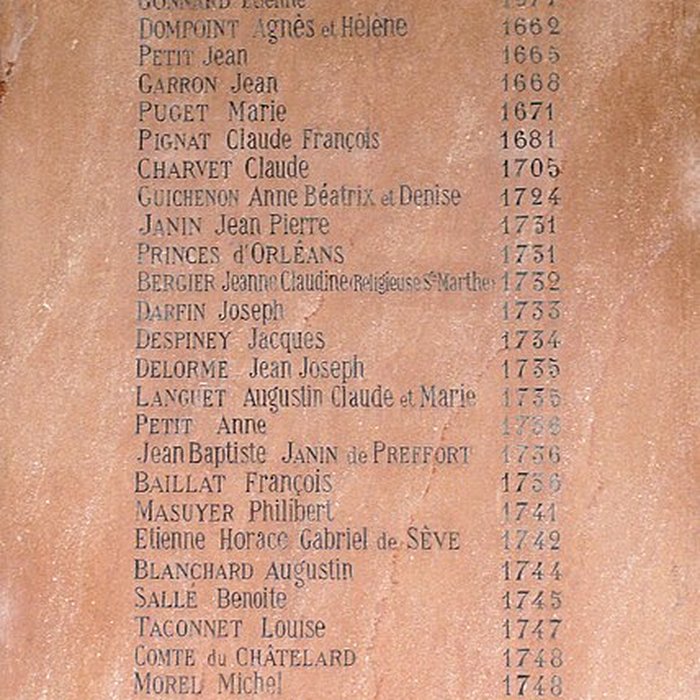 GONNARD Etienne
DOMPOINT Agnès et Hélène 1662
PETIT Jean 1665
GARRON Jean 1668
PUGET Marie 1671
PIGNAT Claude François 1681
CHARVET Claude 1705
GUICHENON Anne Béatrix et Denise 1724
JANIN Jean Pierre 1731
PRINCES d'ORLÉANS 1731
BERGIER Jeanne Claudine (Religieuse Ste Marthe) 1732
DARFIN Joseph 1733
DESPINEY Jacques 1734
DELORME Jean Joseph 1735
LANGUET Augustin Claude et Marie 1735
PETIT Anne 1736
Jean Baptiste JANIN de PREFFORT 1736
BAILLAT François 1736
MASUYER Philibert 1741
Etienne Horace Gabriel de SÈVE 1742
BLANCHARD Augustin 1744
SALLÉ Benoite 1745
TACONNET Louise 1747
COMTE du CHÂTELARD 1748
MOREL Michel 1748